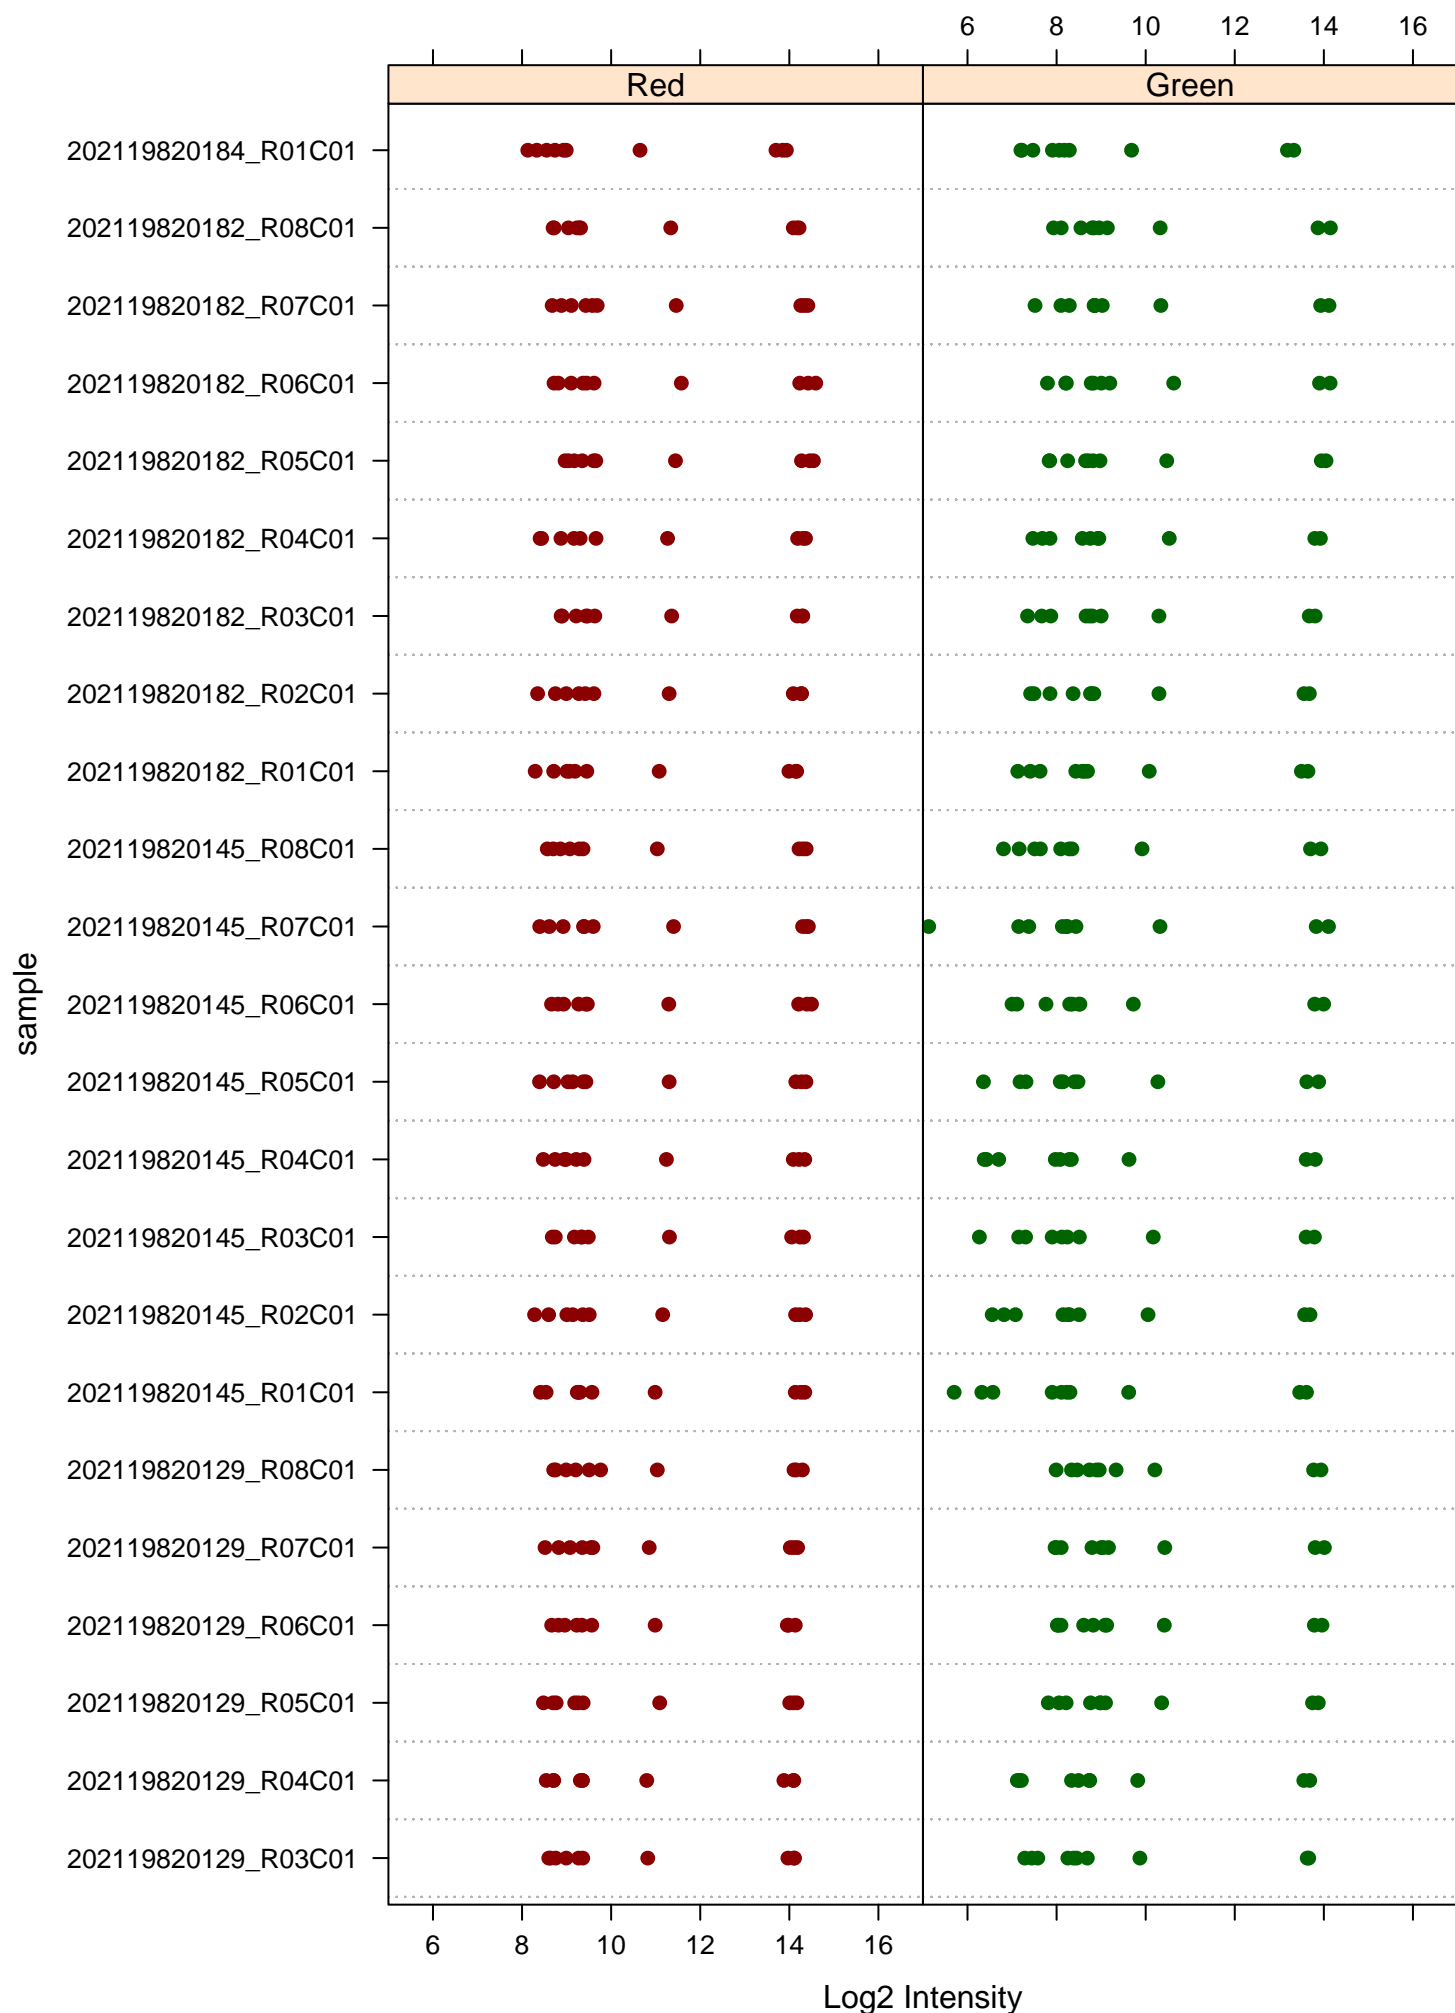 6 8 10 12 14 16
Red Green
202119820184_R01C01
202119820182_R08C01
202119820182_R07C01
202119820182_R06C01
202119820182_R05C01
202119820182_R04C01
202119820182_R03C01
202119820182_R02C01
202119820182_R01C01
202119820145_R08C01
202119820145_R07C01
202119820145_R06C01
202119820145_R05C01
202119820145_R04C01
202119820145_R03C01
202119820145_R02C01
202119820145_R01C01
202119820129_R08C01
202119820129_R07C01
202119820129_R06C01
202119820129_R05C01
202119820129_R04C01
202119820129_R03C01
sample
6 8 10 12 14 16
Log2 Intensity